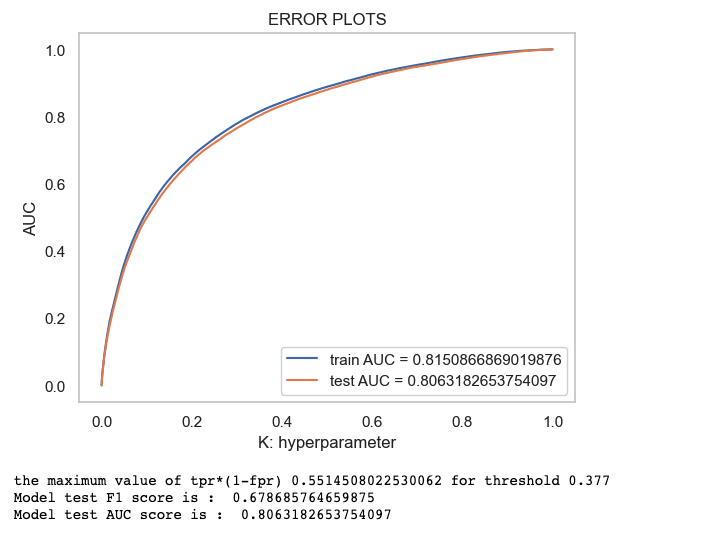 ERROR PLOTS
1.0
0.8
0.6
0.4
0.2
0.0
AUC
train AUC = 0.8150866869019876
test AUC = 0.8063182653754097
0.0 0.2 0.4 0.6 0.8 1.0
K: hyperparameter
the maximum value of tpr*(1-fpr) 0.5514508022530062 for threshold 0.377
Model test F1 score is :  0.678685764659875
Model test AUC score is :  0.8063182653754097